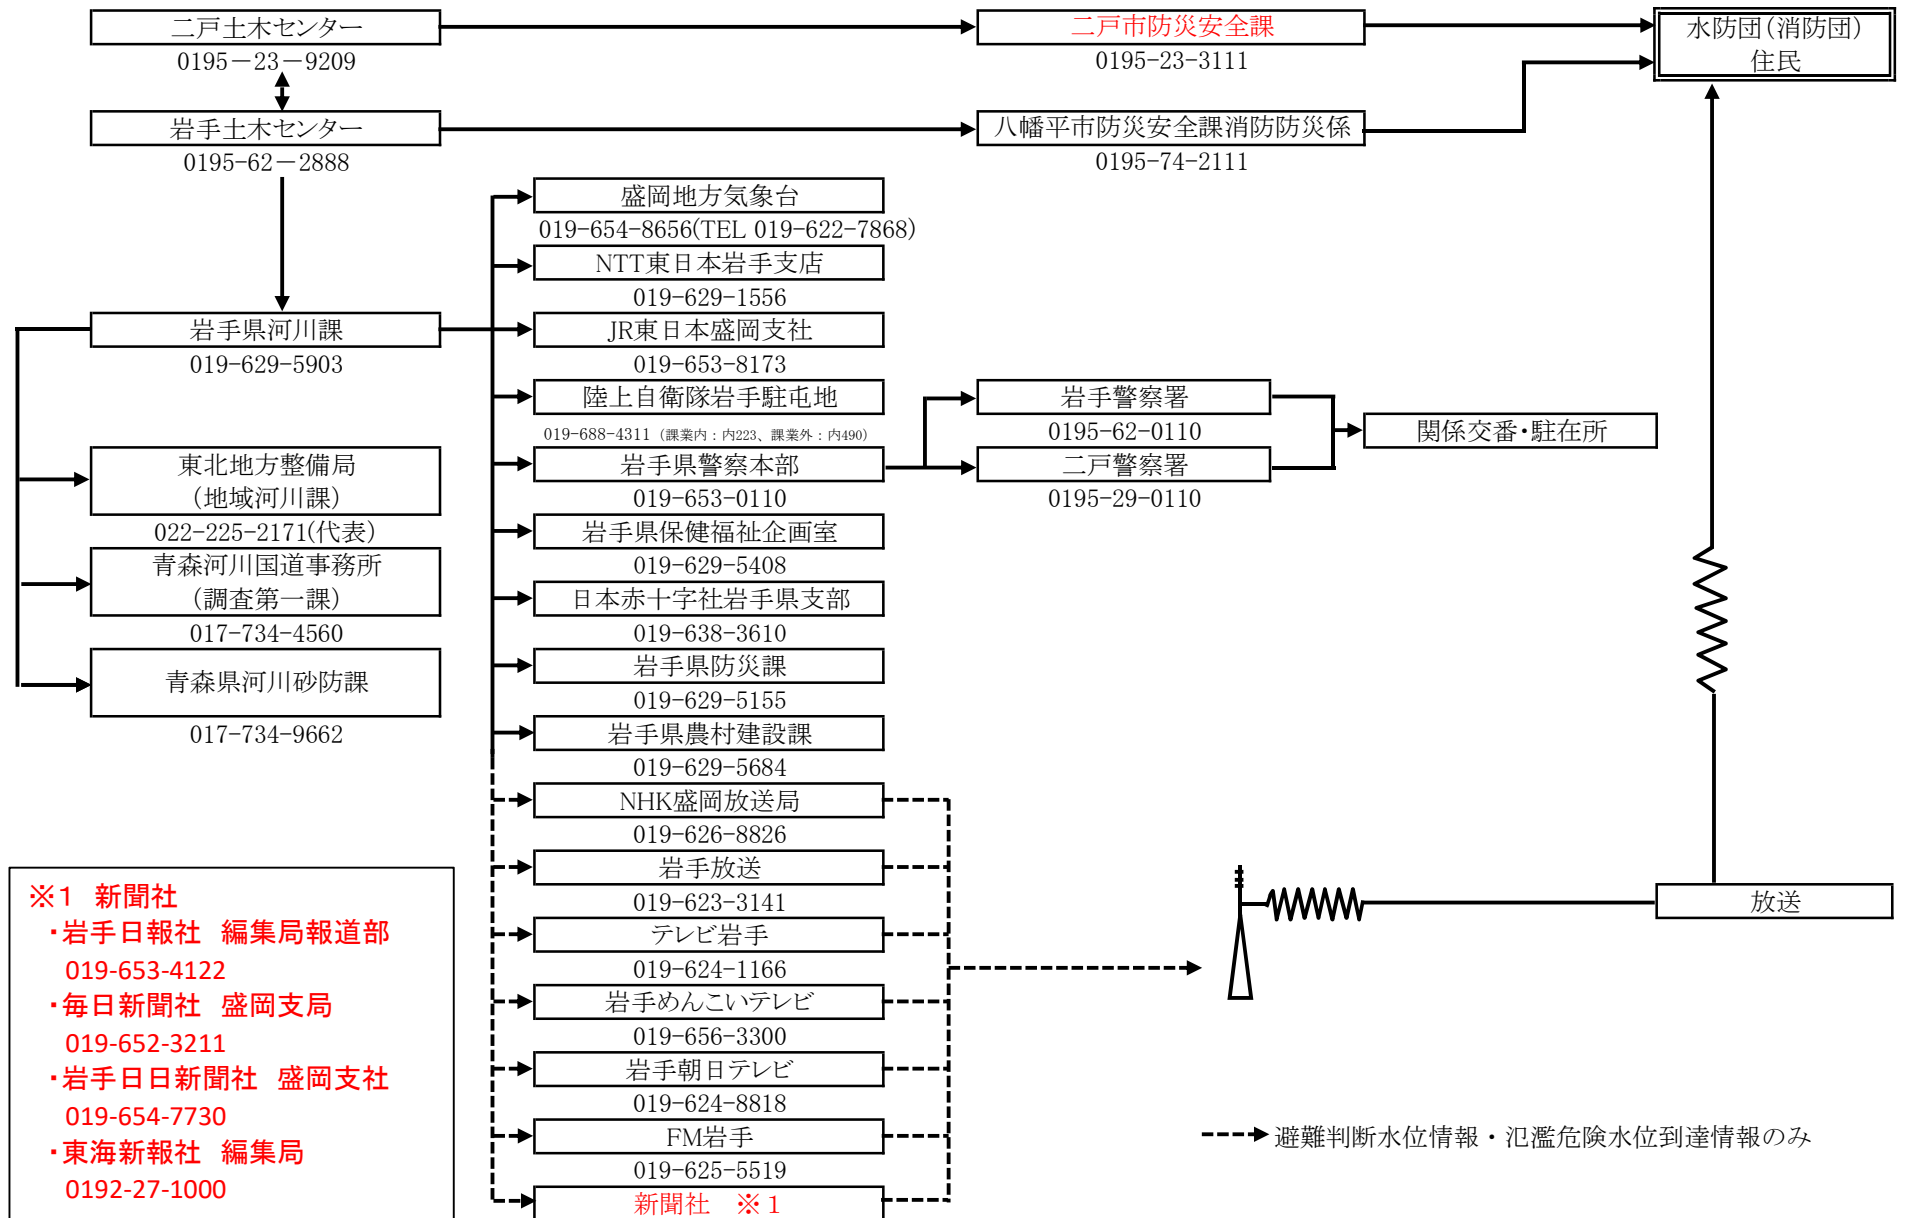 二戸土木センター
0195－23－9209
二戸市防災安全課
0195-23-3111
水防団（消防団）
住民
岩手土木センター
0195-62－2888
八幡平市防災安全課消防防災係
0195-74-2111
盛岡地方気象台
019-654-8656(TEL 019-622-7868)
NTT東日本岩手支店
019-629-1556
岩手県河川課
019-629-5903
JR東日本盛岡支社
019-653-8173
陸上自衛隊岩手駐屯地
019-688-4311（課業内：内223、課業外：内490）
岩手県警察本部
019-653-0110
岩手警察署
0195-62-0110
二戸警察署
0195-29-0110
関係交番・駐在所
東北地方整備局
（地域河川課）
022-225-2171(代表)
青森河川国道事務所
（調査第一課）
017-734-4560
青森県河川砂防課
017-734-9662
岩手県保健福祉企画室
019-629-5408
日本赤十字社岩手県支部
019-638-3610
岩手県防災課
019-629-5155
岩手県農村建設課
019-629-5684
NHK盛岡放送局
019-626-8826
岩手放送
019-623-3141
テレビ岩手
019-624-1166
岩手めんこいテレビ
019-656-3300
岩手朝日テレビ
019-624-8818
FM岩手
019-625-5519
新聞社　※１
放送
避難判断水位情報・氾濫危険水位到達情報のみ
※１　新聞社
・岩手日報社　編集局報道部
019-653-4122
・毎日新聞社　盛岡支局
019-652-3211
・岩手日日新聞社　盛岡支社
019-654-7730
・東海新報社　編集局
0192-27-1000